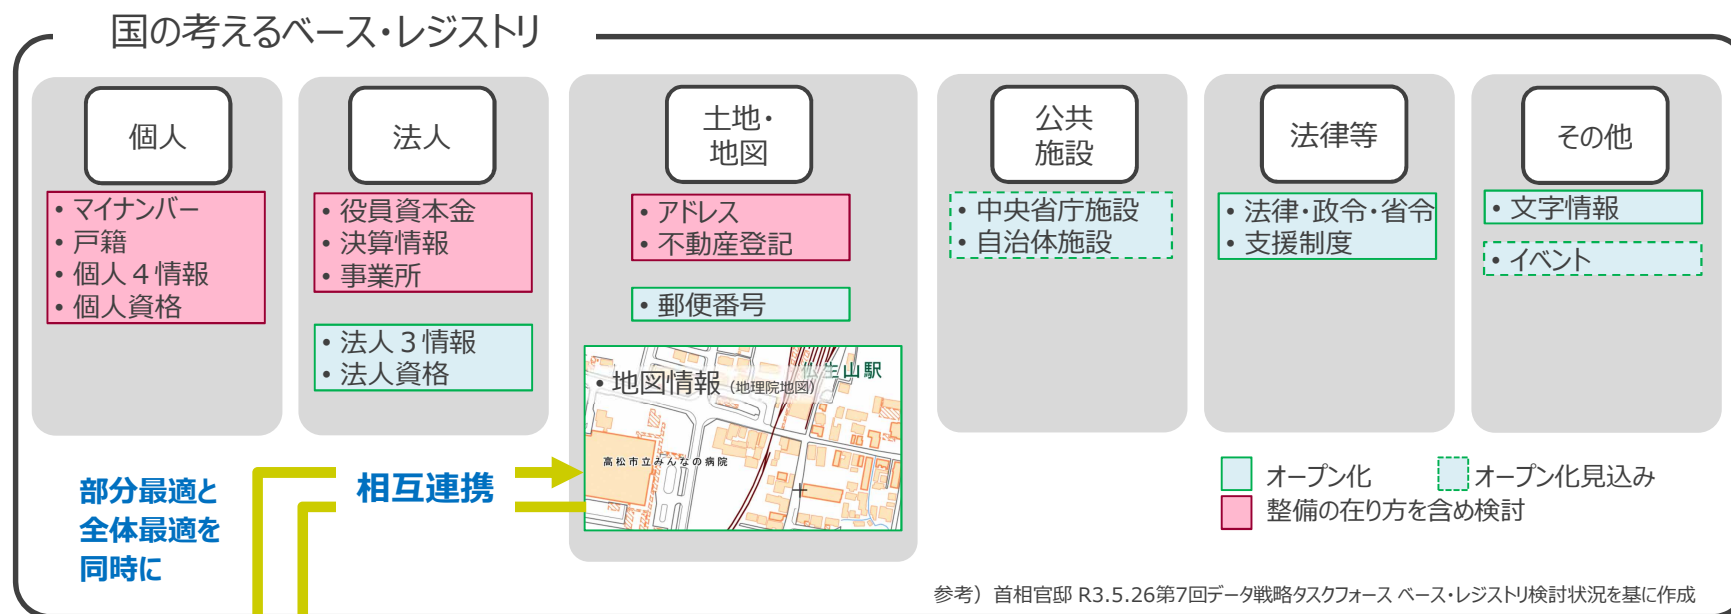 国の考えるベース・レジストリ
個人
・マイナンバー
・戸籍
・個人４情報
・個人資格
法人
・役員資本金
・決算情報
・事業所
・法人３情報
・法人資格
土地・
地図
・アドレス
・不動産登記
・郵便番号
・地図情報（地理院地図）
仏生山駅
高松市立みんなの病院
公共
施設
・中央省庁施設
・自治体施設
法律等
・法律・政令・省令
・支援制度
その他
・文字情報
・イベント
部分最適と
全体最適を
同時に
相互連携
オープン化
オープン化見込み
整備の在り方を含め検討
参考）首相官邸 R3.5.26第7回データ戦略タスクフォース ベース・レジストリ検討状況を基に作成